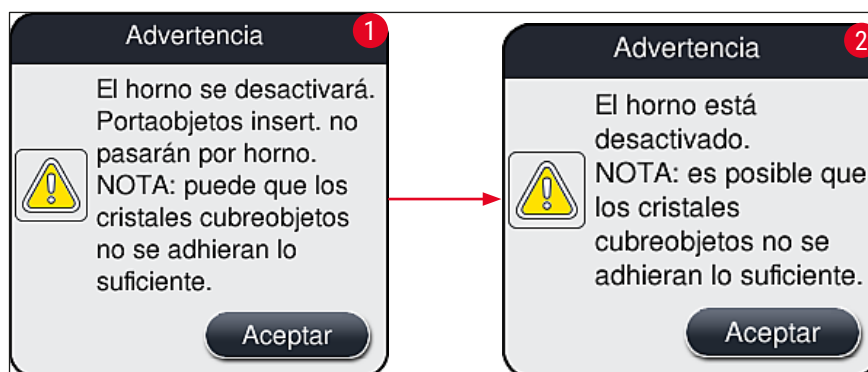 Advertencia
1
El horno se desactivará.
Portaobjetos insert. no
pasarán por horno.
NOTA: puede que los
cristales cubreobjetos
no se adhieran lo
suficiente.
Aceptar
Advertencia
2
El horno está
desactivado.
NOTA: es posible que
los cristales
cubreobjetos no se
adhieran lo suficiente.
Aceptar